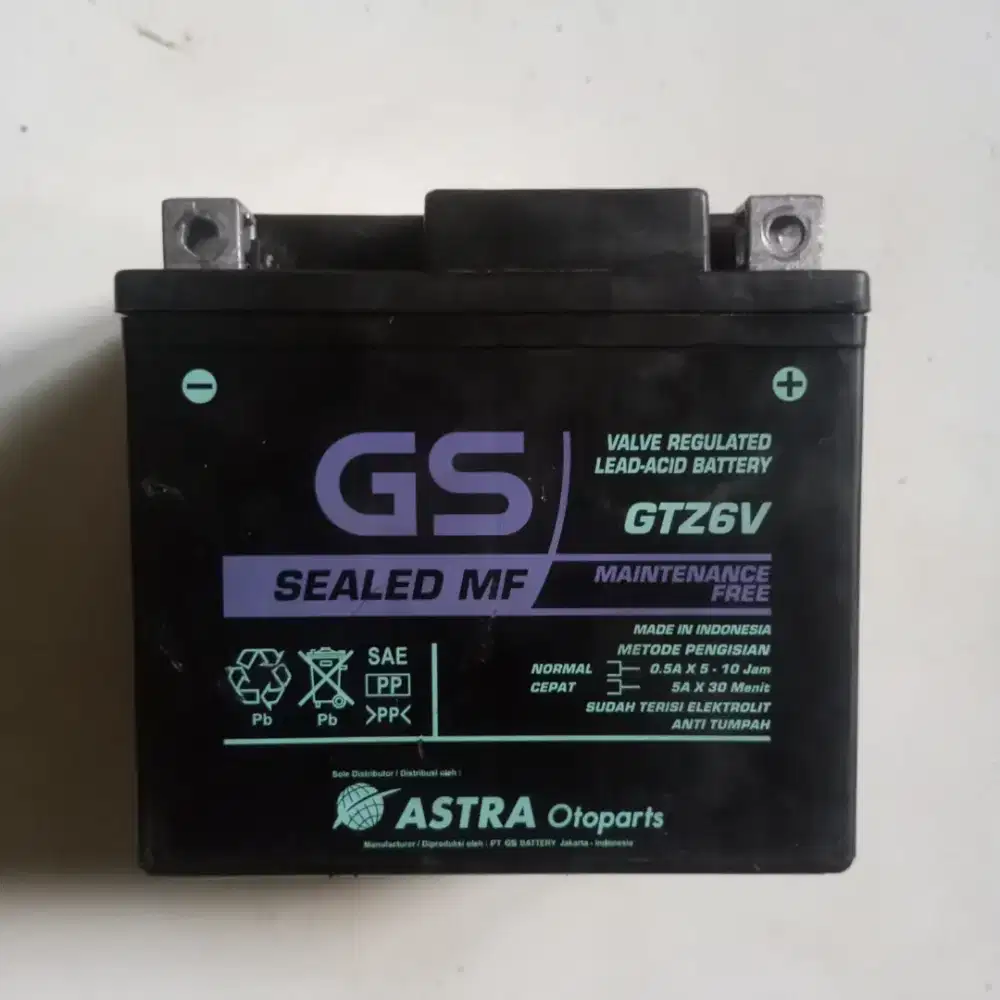 − +
GS
VALVE REGULATED
LEAD-ACID BATTERY
GTZ6V
SEALED MF
MAINTENANCE
FREE
MADE IN INDONESIA
METODE PENGISIAN
NORMAL 0.5A X 5 - 10 Jam
CEPAT 5A X 30 Menit
SUDAH TERISI ELEKTROLIT
ANTI TUMPAH
Pb
Pb
SAE
PP
>PP<
Sole Distributor / Distribusi oleh :
ASTRA Otoparts
Manufacturer / Diproduksi oleh : PT GS BATTERY Jakarta - Indonesia